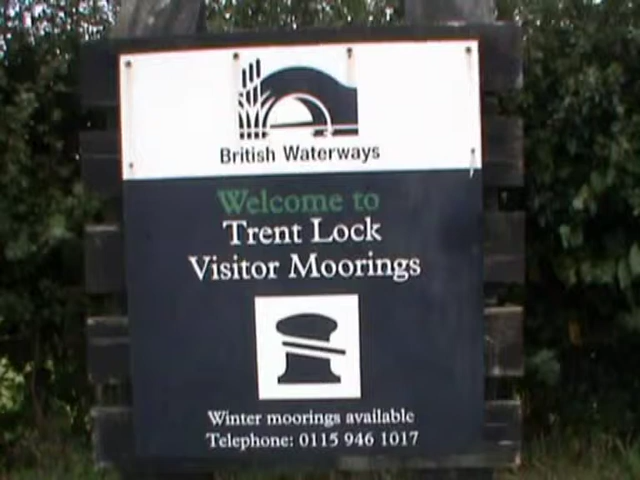 British Waterways
Welcome to
Trent Lock
Visitor Moorings
Winter moorings available
Telephone: 0115 946 1017